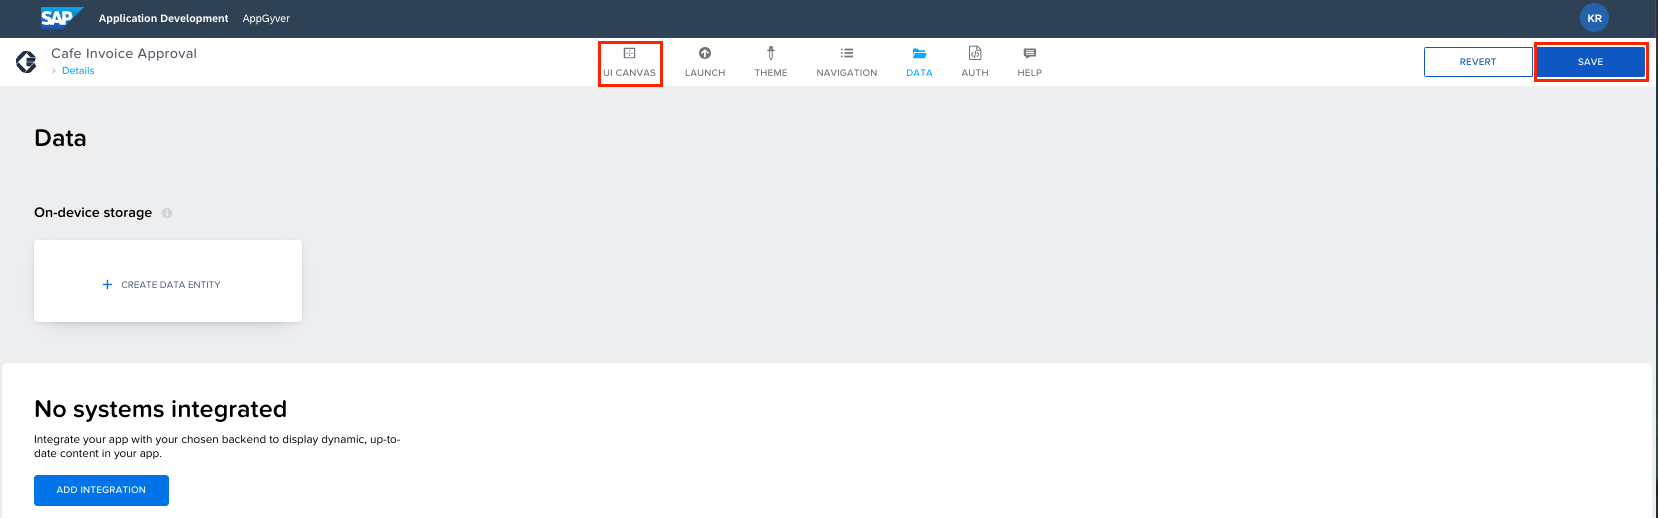 SAP Application Development AppGyver KR
Cafe Invoice Approval
› Details
UI CANVAS LAUNCH THEME NAVIGATION DATA AUTH HELP
REVERT SAVE
Data
On-device storage
+ CREATE DATA ENTITY
No systems integrated
Integrate your app with your chosen backend to display dynamic, up-to-
date content in your app.
ADD INTEGRATION